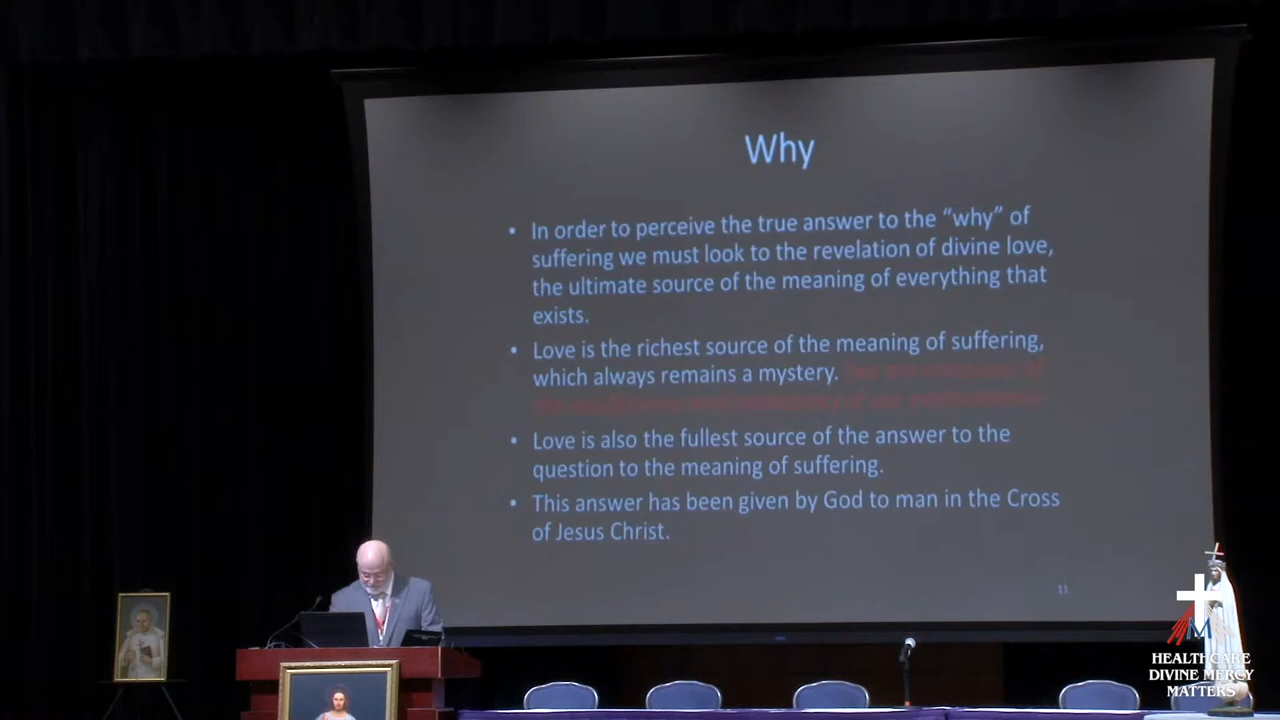 Why
• In order to perceive the true answer to the “why” of
suffering we must look to the revelation of divine love,
the ultimate source of the meaning of everything that
exists.
• Love is the richest source of the meaning of suffering,
which always remains a mystery.
• Love is also the fullest source of the answer to the
question to the meaning of suffering.
• This answer has been given by God to man in the Cross
of Jesus Christ.
11
HEALTHCARE
DIVINE MERCY
MATTERS